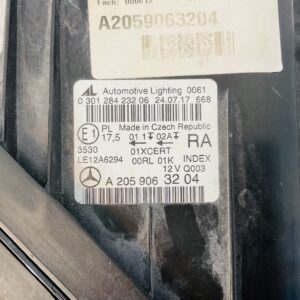 A2059063204
AL Automotive Lighting 0061
0 301 284 232 06 24.07.17 668
E1 PL Made in Czech Republic
17,5 01 1 02A
3530 RA
LE12A6294 01XCERT
00RL 01K INDEX
12 V Q003
A 205 906 32 04